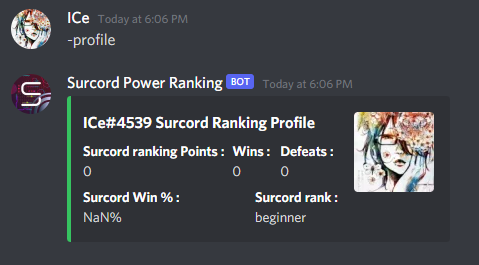 ICe Today at 6:06 PM
-profile
Surcord Power Ranking BOT Today at 6:06 PM
ICe#4539 Surcord Ranking Profile
Surcord ranking Points : Wins : Defeats :
0 0 0
Surcord Win % : Surcord rank :
NaN% beginner